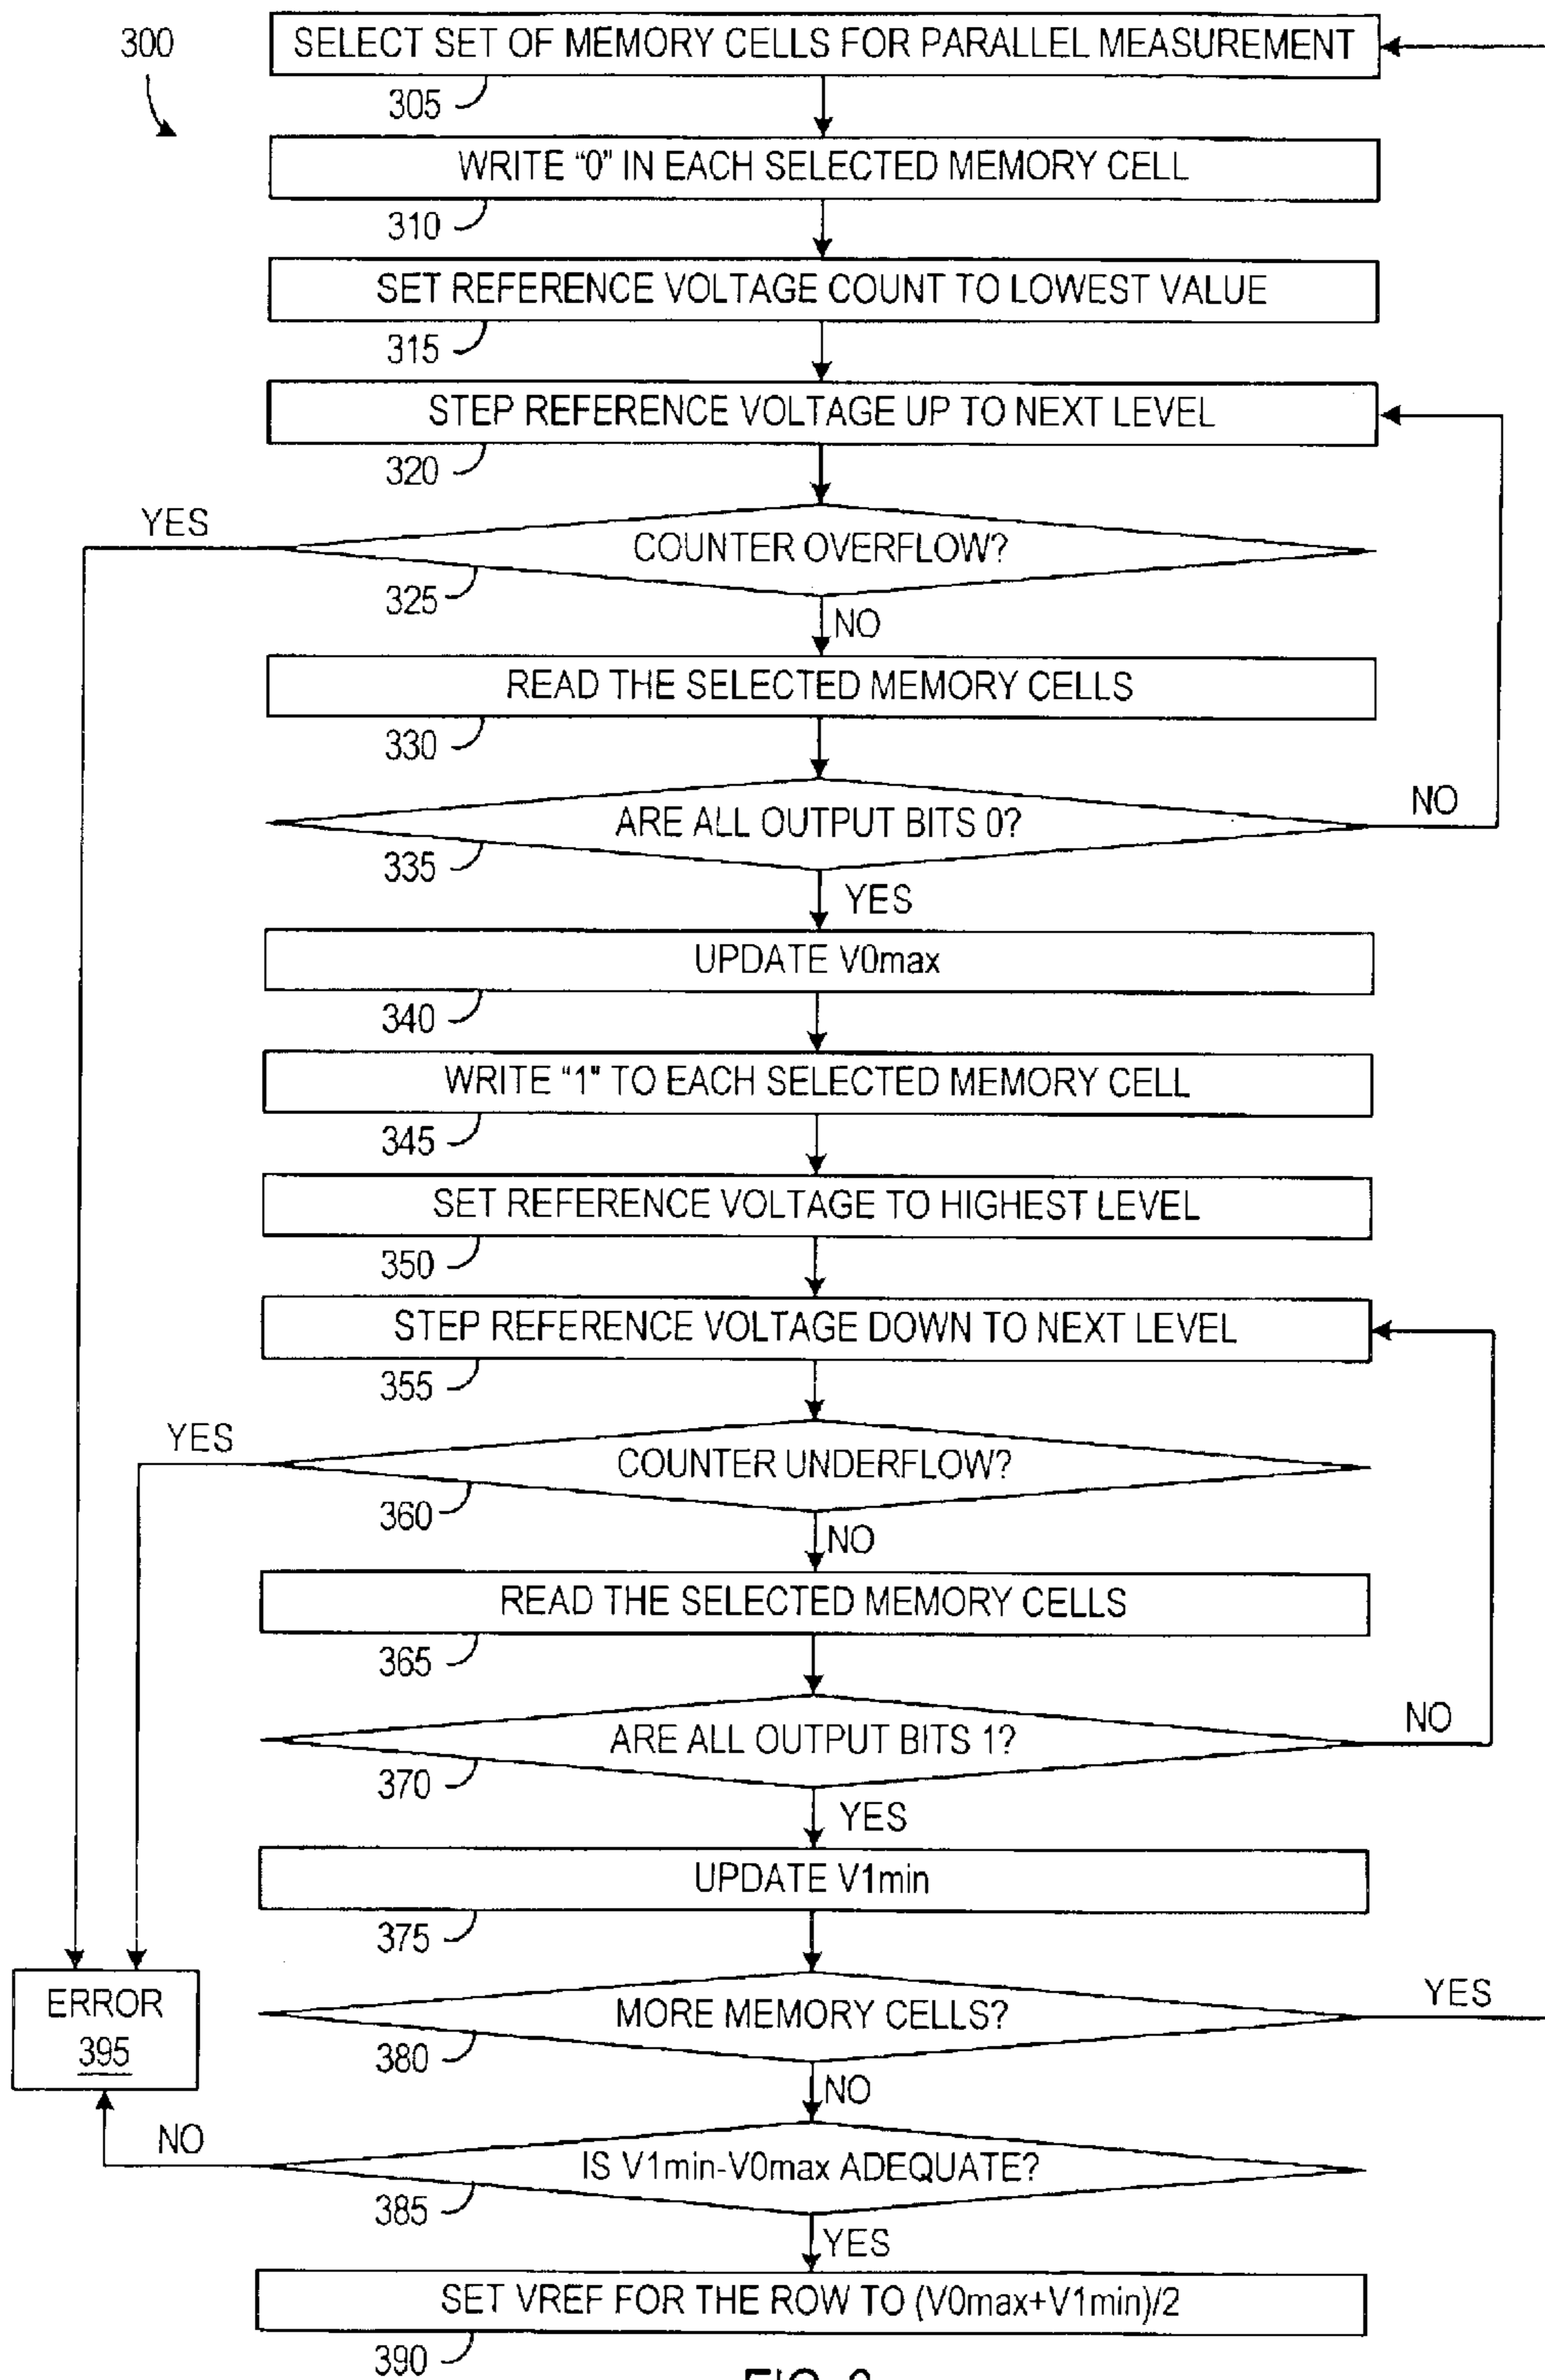 300
SELECT SET OF MEMORY CELLS FOR PARALLEL MEASUREMENT
305
WRITE "0" IN EACH SELECTED MEMORY CELL
310
SET REFERENCE VOLTAGE COUNT TO LOWEST VALUE
315
STEP REFERENCE VOLTAGE UP TO NEXT LEVEL
320
YES
COUNTER OVERFLOW?
325
NO
READ THE SELECTED MEMORY CELLS
330
ARE ALL OUTPUT BITS 0?
NO
335
YES
UPDATE V0max
340
WRITE "1" TO EACH SELECTED MEMORY CELL
345
SET REFERENCE VOLTAGE TO HIGHEST LEVEL
350
STEP REFERENCE VOLTAGE DOWN TO NEXT LEVEL
355
YES
COUNTER UNDERFLOW?
360
NO
READ THE SELECTED MEMORY CELLS
365
ARE ALL OUTPUT BITS 1?
NO
370
YES
UPDATE V1min
375
ERROR
395
MORE MEMORY CELLS?
YES
380
NO
NO
IS V1min-V0max ADEQUATE?
385
YES
SET VREF FOR THE ROW TO (V0max+V1min)/2
390